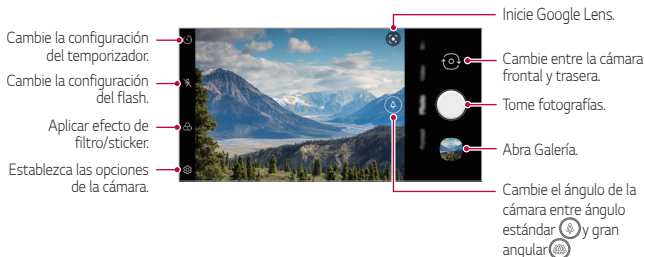 Cambie la configuración
del temporizador.
Cambie la configuración
del flash.
Aplicar efecto de
filtro/sticker.
Establezca las opciones
de la cámara.
Inicie Google Lens.
Cambie entre la cámara
frontal y trasera.
Tome fotografías.
Abra Galería.
Cambie el ángulo de la
cámara entre ángulo
estándar y gran
angular
Photo